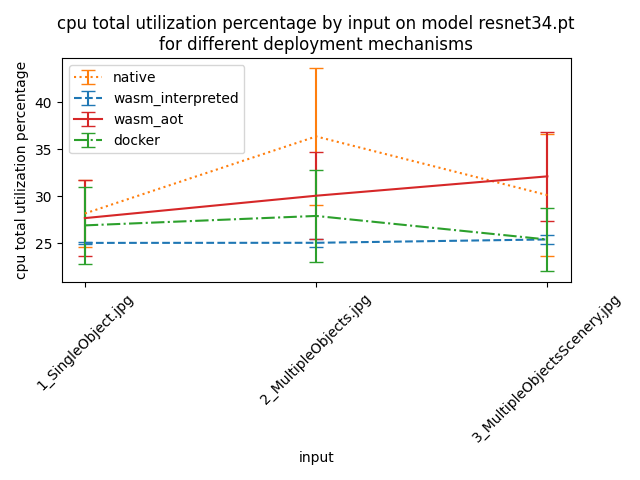 cpu total utilization percentage by input on model resnet34.pt
for different deployment mechanisms
cpu total utilization percentage
40
35
30
25
native
wasm_interpreted
wasm_aot
docker
1_SingleObject.jpg
2_MultipleObjects.jpg
3_MultipleObjectsScenery.jpg
input